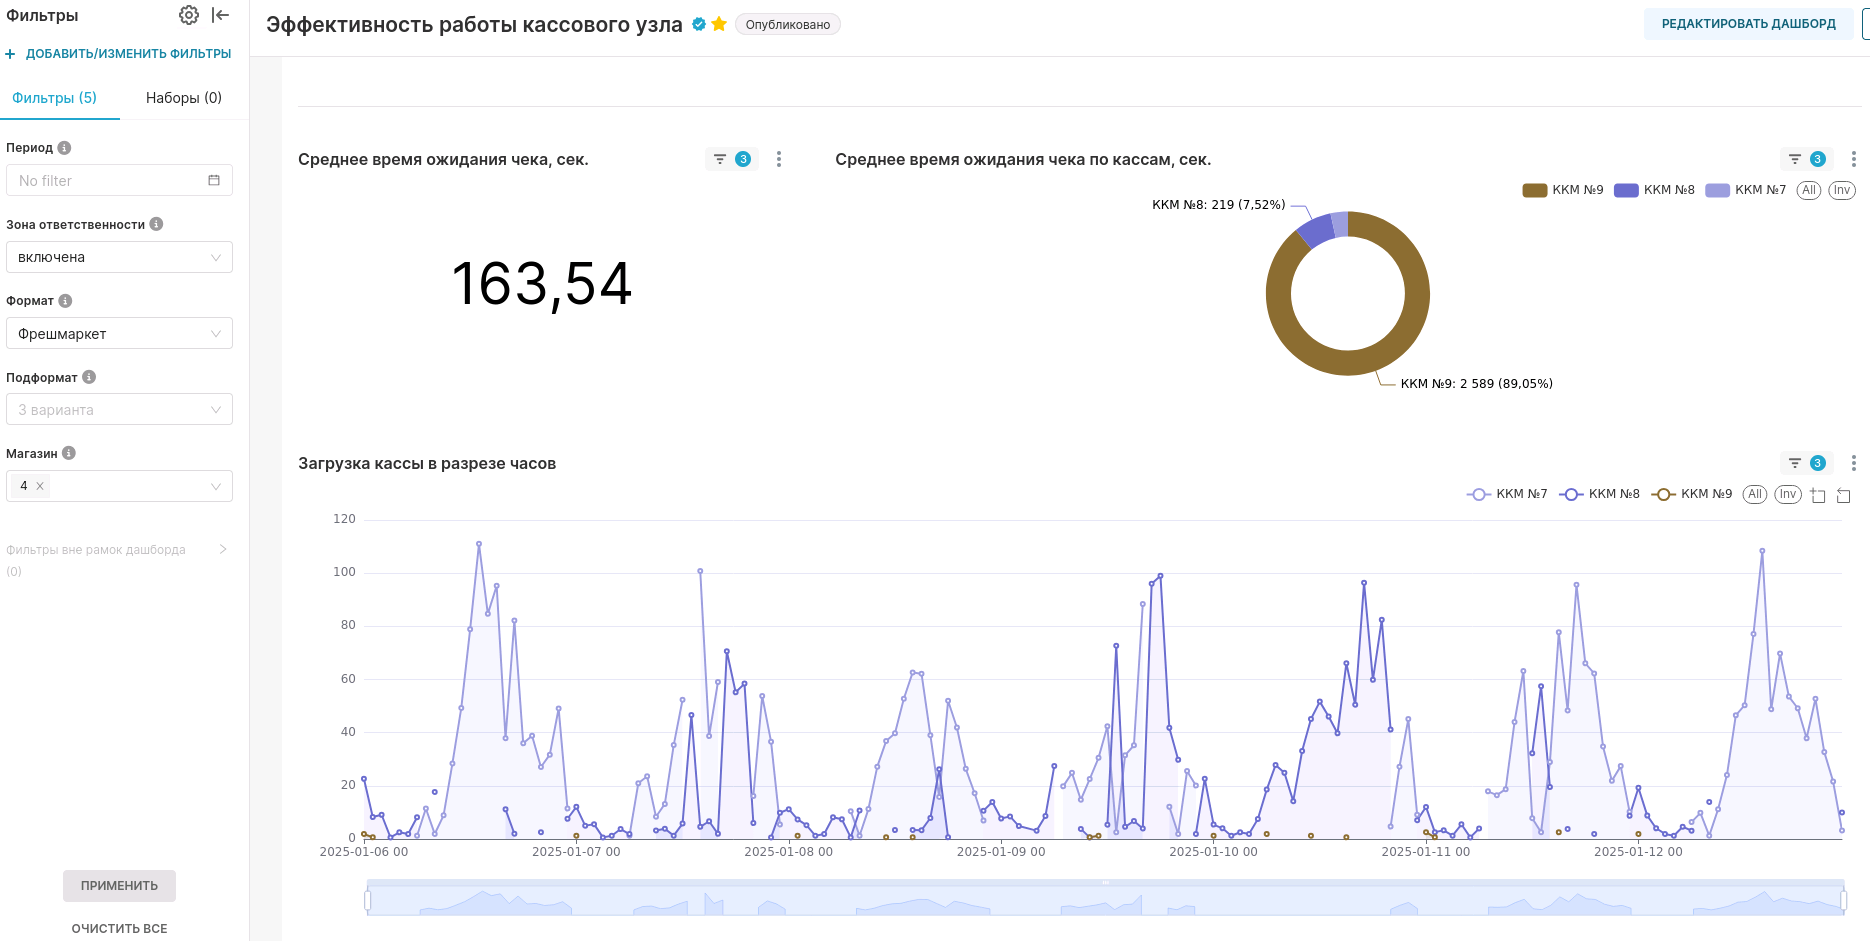 Фильтры
ДОБАВИТЬ/ИЗМЕНИТЬ ФИЛЬТРЫ
Фильтры (5)
Наборы (0)
Период
No filter
Зона ответственности
включена
Формат
Фрешмаркет
Подформат
3 варианта
Магазин
4
Фильтры вне рамок дашборда
(0)
ПРИМЕНИТЬ
ОЧИСТИТЬ ВСЕ
Эффективность работы кассового узла
Опубликовано
РЕДАКТИРОВАТЬ ДАШБОРД
Среднее время ожидания чека, сек.
3
163,54
Среднее время ожидания чека по кассам, сек.
3
ККМ №9 ККМ №8 ККМ №7 All Inv
ККМ №8: 219 (7,52%)
ККМ №9: 2 589 (89,05%)
Загрузка кассы в разрезе часов
3
ККМ №7 ККМ №8 ККМ №9 All Inv
120
100
80
60
40
20
0
2025-01-06 00 2025-01-07 00 2025-01-08 00 2025-01-09 00 2025-01-10 00 2025-01-11 00 2025-01-12 00